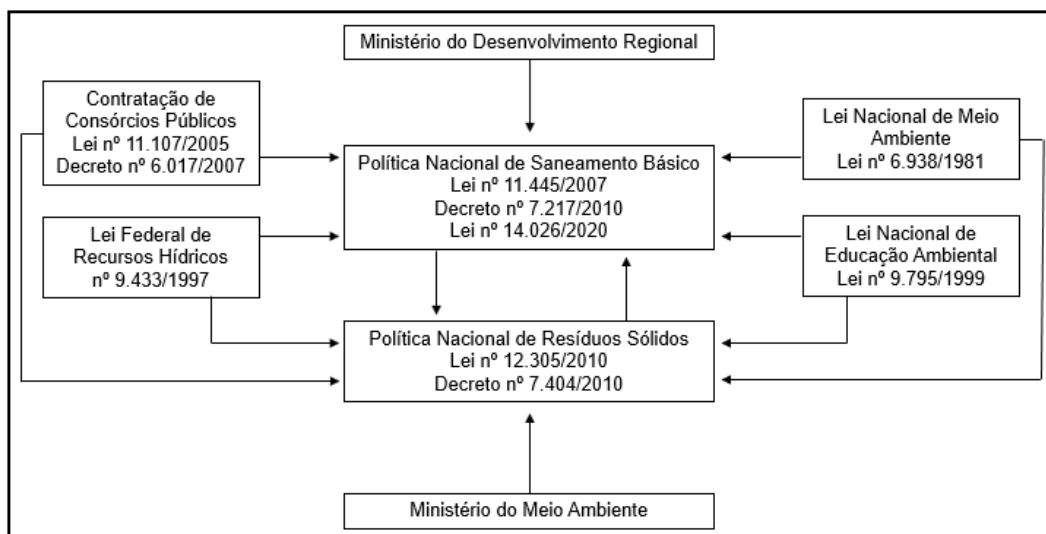 Ministério do Desenvolvimento Regional
Contratação de
Consórcios Públicos
Lei nº 11.107/2005
Decreto nº 6.017/2007
Lei Nacional de Meio
Ambiente
Lei nº 6.938/1981
Política Nacional de Saneamento Básico
Lei nº 11.445/2007
Decreto nº 7.217/2010
Lei nº 14.026/2020
Lei Federal de
Recursos Hídricos
nº 9.433/1997
Lei Nacional de
Educação Ambiental
Lei nº 9.795/1999
Política Nacional de Resíduos Sólidos
Lei nº 12.305/2010
Decreto nº 7.404/2010
Ministério do Meio Ambiente